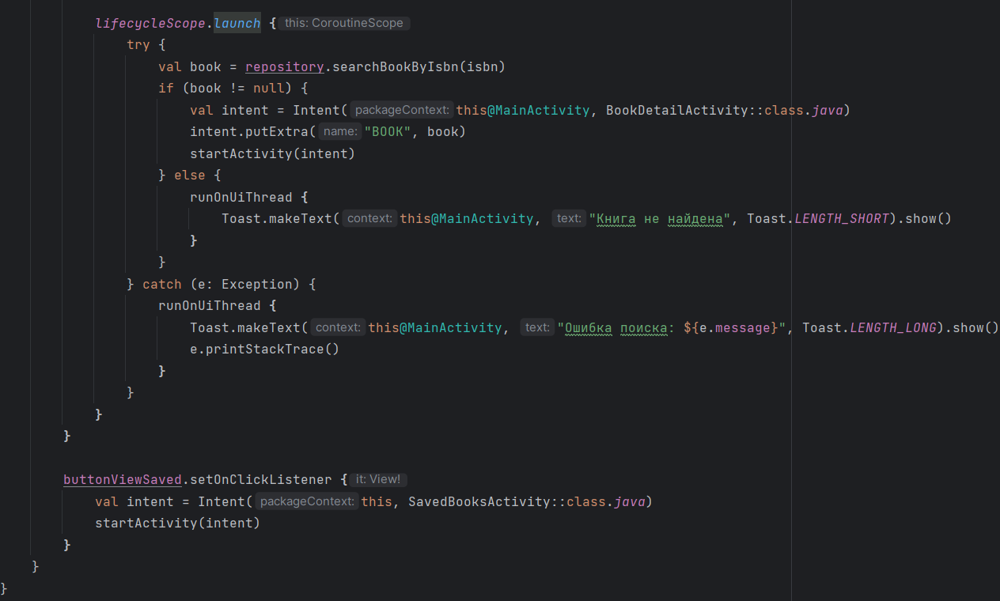 lifecycleScope.launch { this: CoroutineScope
try {
val book = repository.searchBookByIsbn(isbn)
if (book != null) {
val intent = Intent( packageContext: this@MainActivity, BookDetailActivity::class.java)
intent.putExtra( name: "BOOK", book)
startActivity(intent)
} else {
runOnUiThread {
Toast.makeText( context: this@MainActivity, text: "Книга не найдена", Toast.LENGTH_SHORT).show()
}
}
} catch (e: Exception) {
runOnUiThread {
Toast.makeText( context: this@MainActivity, text: "Ошибка поиска: ${e.message}", Toast.LENGTH_LONG).show()
e.printStackTrace()
}
}
}
}
buttonViewSaved.setOnClickListener { it: View!
val intent = Intent( packageContext: this, SavedBooksActivity::class.java)
startActivity(intent)
}
}
}